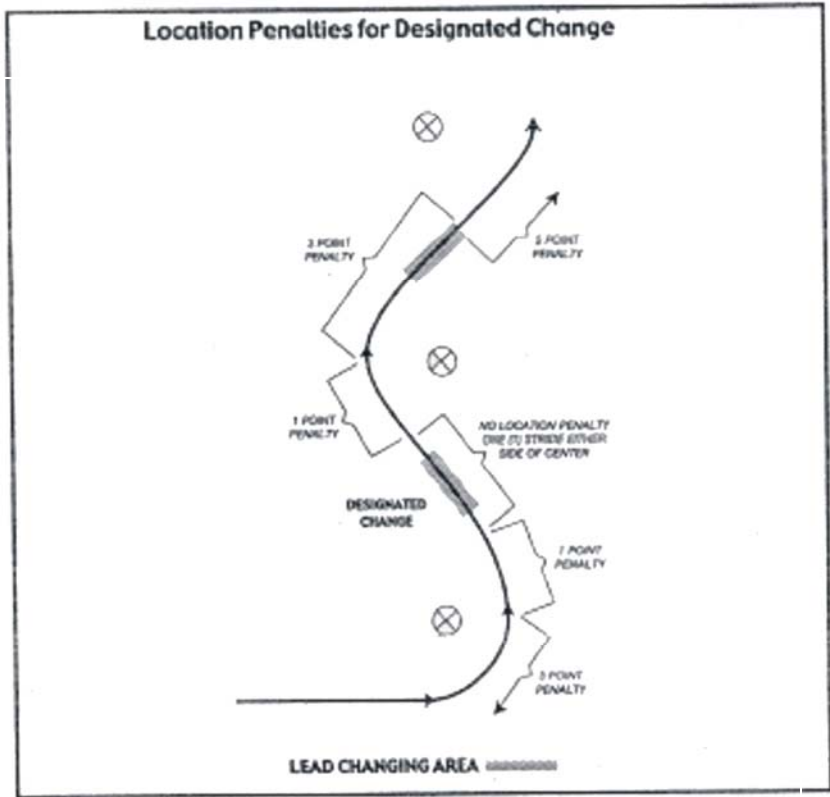 Location Penalties for Designated Change
3 POINT
PENALTY
5 POINT
PENALTY
1 POINT
PENALTY
NO LOCATION PENALTY
ONE (1) STRIDE EITHER
SIDE OF CENTER
DESIGNATED
CHANGE
1 POINT
PENALTY
3 POINT
PENALTY
LEAD CHANGING AREA